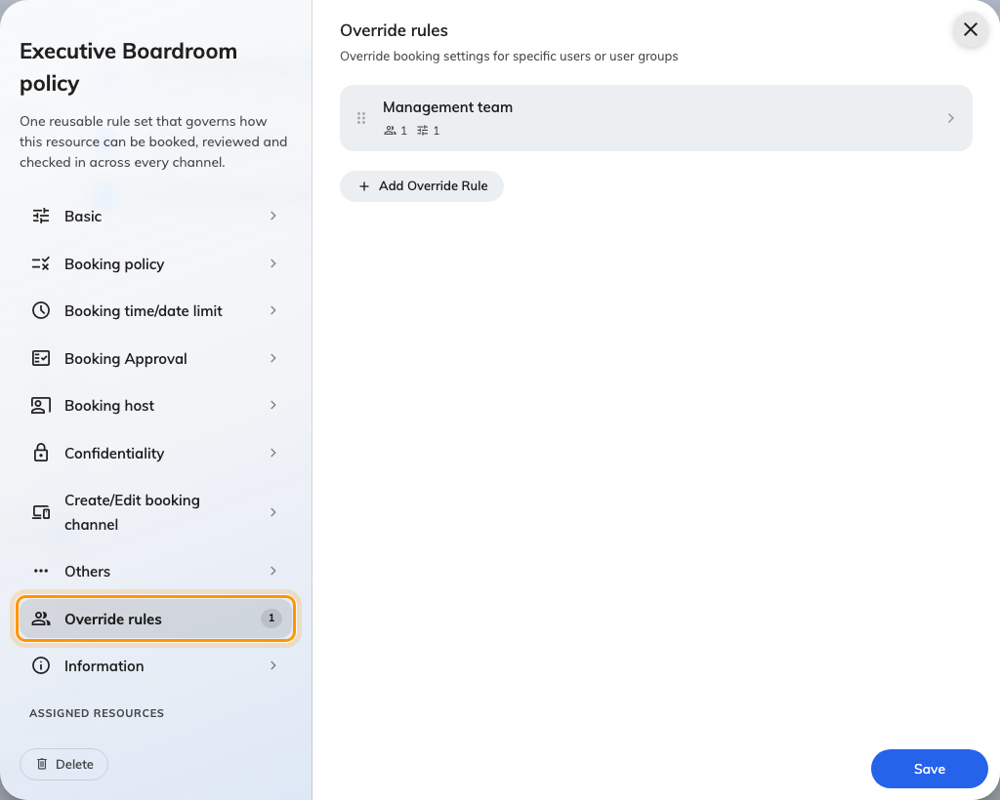 Executive Boardroom
policy
One reusable rule set that governs how
this resource can be booked, reviewed and
checked in across every channel.
Basic
Booking policy
Booking time/date limit
Booking Approval
Booking host
Confidentiality
Create/Edit booking
channel
Others
Override rules 1
Information
ASSIGNED RESOURCES
Delete
Override rules
Override booking settings for specific users or user groups
Management team
1 1
Add Override Rule
Save